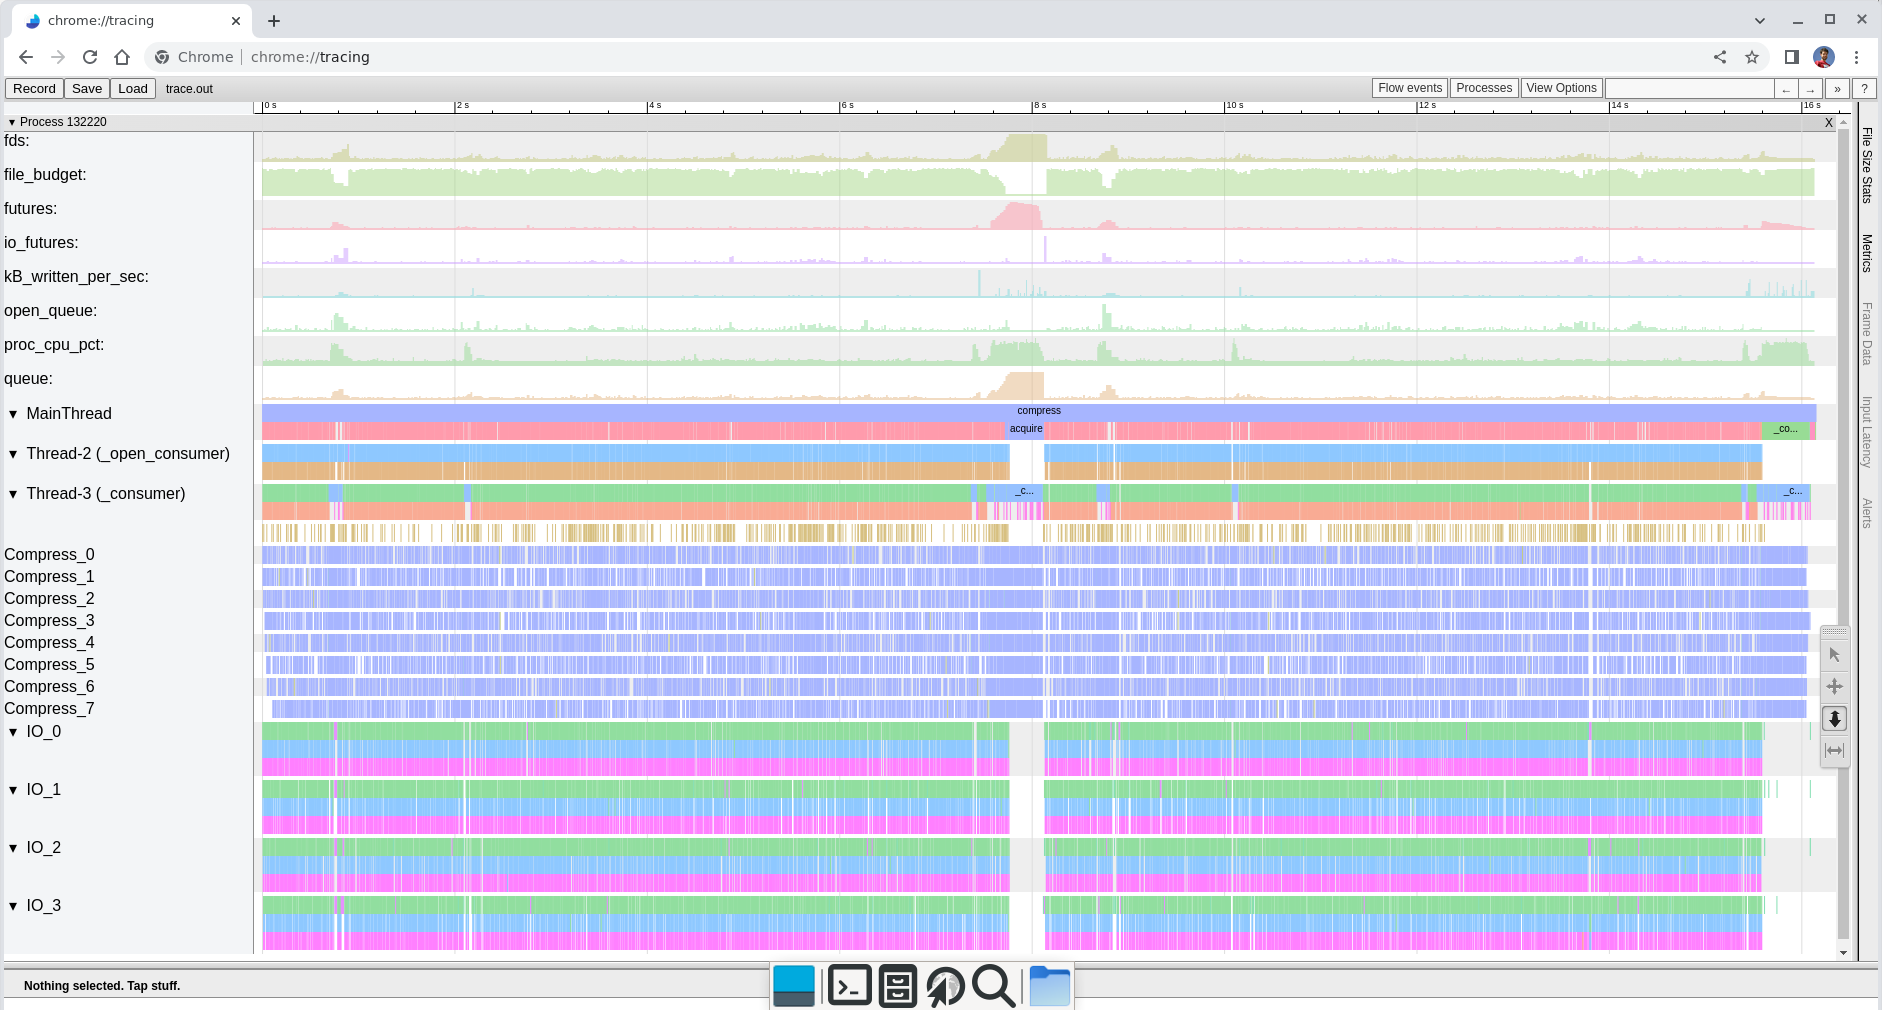 chrome://tracing
Chrome | chrome://tracing
Record Save Load trace.out Flow events Processes View Options ← → » ?
0 s 2 s 4 s 6 s 8 s 10 s 12 s 14 s 16 s
▼ Process 132220 X
fds:
file_budget:
futures:
io_futures:
kB_written_per_sec:
open_queue:
proc_cpu_pct:
queue:
▼ MainThread
compress
acquire
_co...
▼ Thread-2 (_open_consumer)
▼ Thread-3 (_consumer)
_c...
_c...
Compress_0
Compress_1
Compress_2
Compress_3
Compress_4
Compress_5
Compress_6
Compress_7
▼ IO_0
▼ IO_1
▼ IO_2
▼ IO_3
File Size Stats
Metrics
Frame Data
Input Latency
Alerts
Nothing selected. Tap stuff.